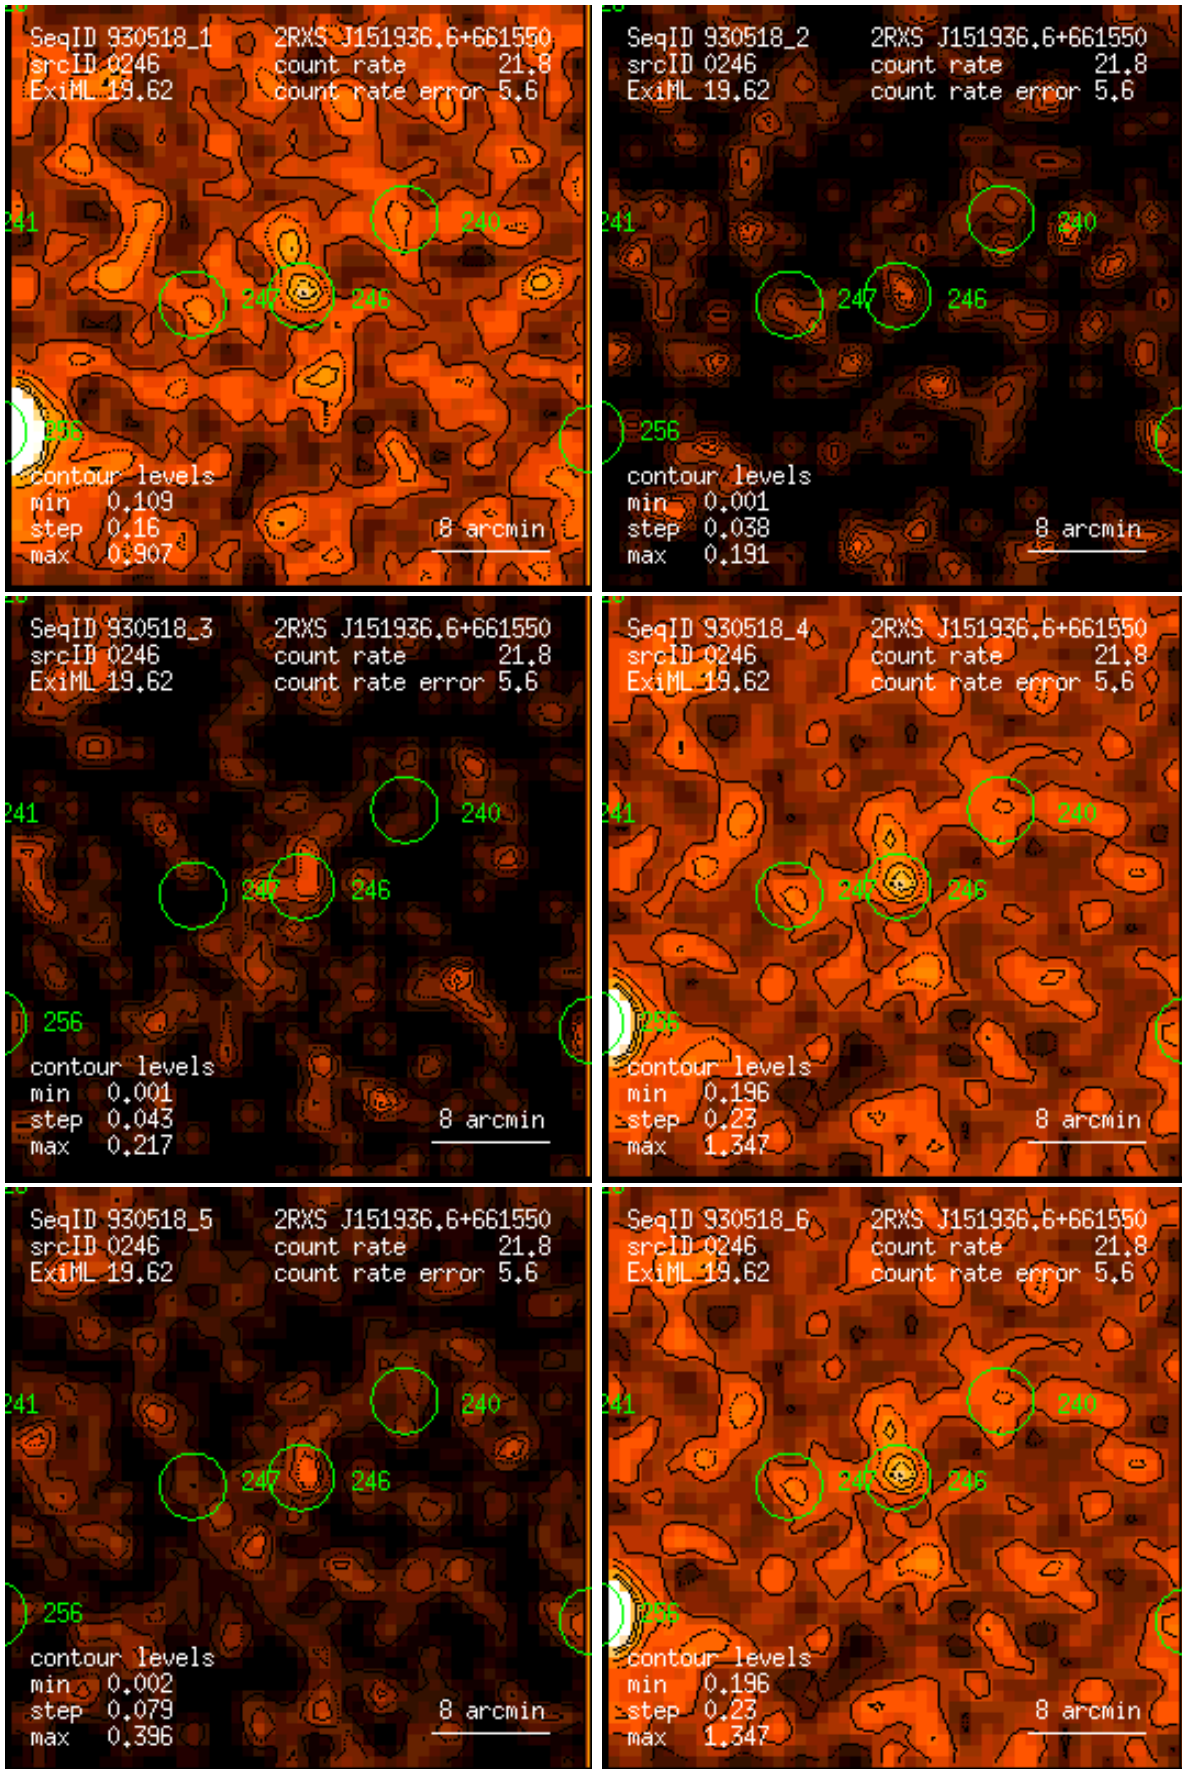 28
SeqID 930518_1 2RXS J151936.6+661550
srcID 0246 count rate 21.8
ExiML 19.62 count rate error 5.6
241 240
247 246
256
contour levels
min 0.109
step 0.16 8 arcmin
max 0.907
28
SeqID 930518_2 2RXS J151936.6+661550
srcID 0246 count rate 21.8
ExiML 19.62 count rate error 5.6
241 240
247 246
256
contour levels
min 0.001
step 0.038 8 arcmin
max 0.191
28
SeqID 930518_3 2RXS J151936.6+661550
srcID 0246 count rate 21.8
ExiML 19.62 count rate error 5.6
241 240
247 246
256
contour levels
min 0.001
step 0.043 8 arcmin
max 0.217
28
SeqID 930518_4 2RXS J151936.6+661550
srcID 0246 count rate 21.8
ExiML 19.62 count rate error 5.6
241 240
247 246
256
contour levels
min 0.196
step 0.23 8 arcmin
max 1.347
28
SeqID 930518_5 2RXS J151936.6+661550
srcID 0246 count rate 21.8
ExiML 19.62 count rate error 5.6
241 240
247 246
256
contour levels
min 0.002
step 0.079 8 arcmin
max 0.396
28
SeqID 930518_6 2RXS J151936.6+661550
srcID 0246 count rate 21.8
ExiML 19.62 count rate error 5.6
241 240
247 246
256
contour levels
min 0.196
step 0.23 8 arcmin
max 1.347